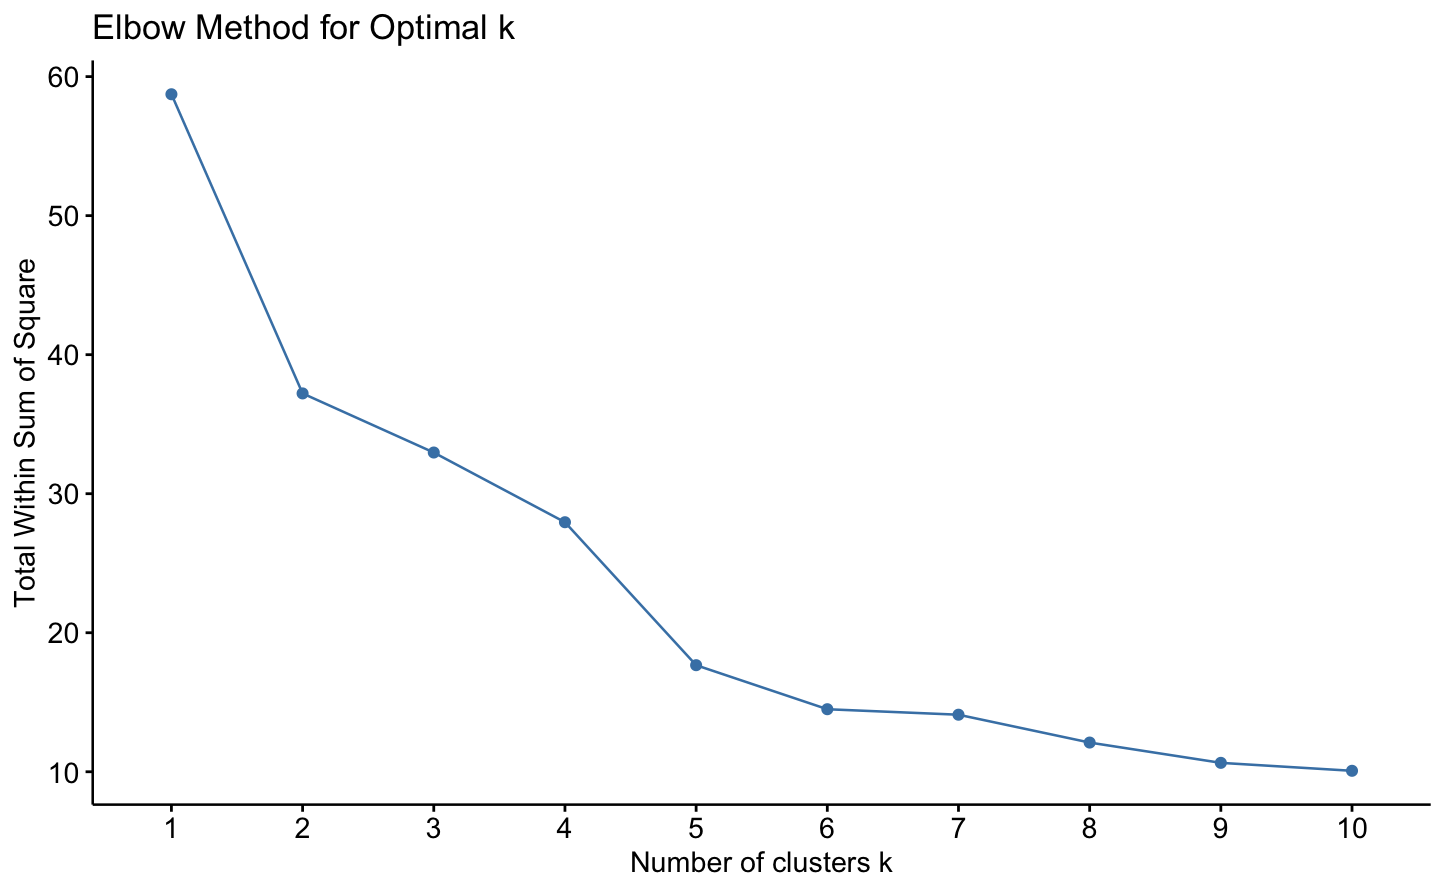 Elbow Method for Optimal k
60
50
40
30
20
10
Total Within Sum of Square
1 2 3 4 5 6 7 8 9 10
Number of clusters k